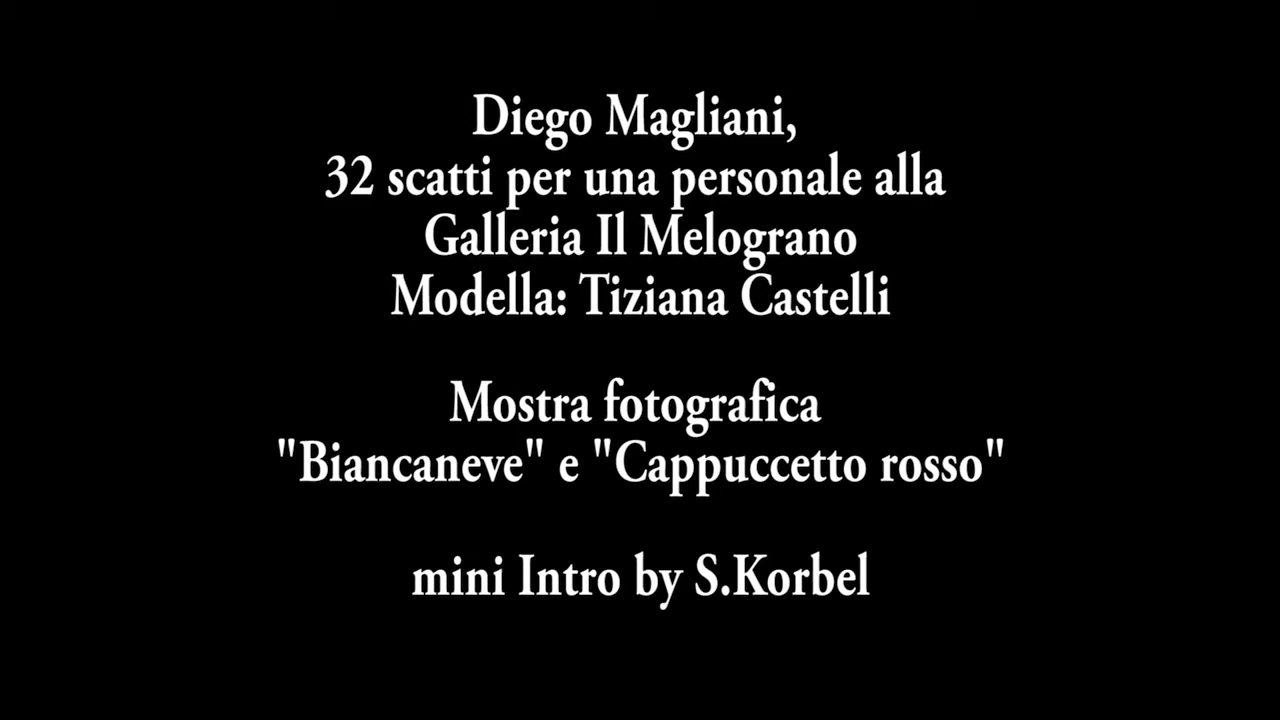 Diego Magliani,
32 scatti per una personale alla
Galleria Il Melograno
Modella: Tiziana Castelli
Mostra fotografica
"Biancaneve" e "Cappuccetto rosso"
mini Intro by S.Korbel